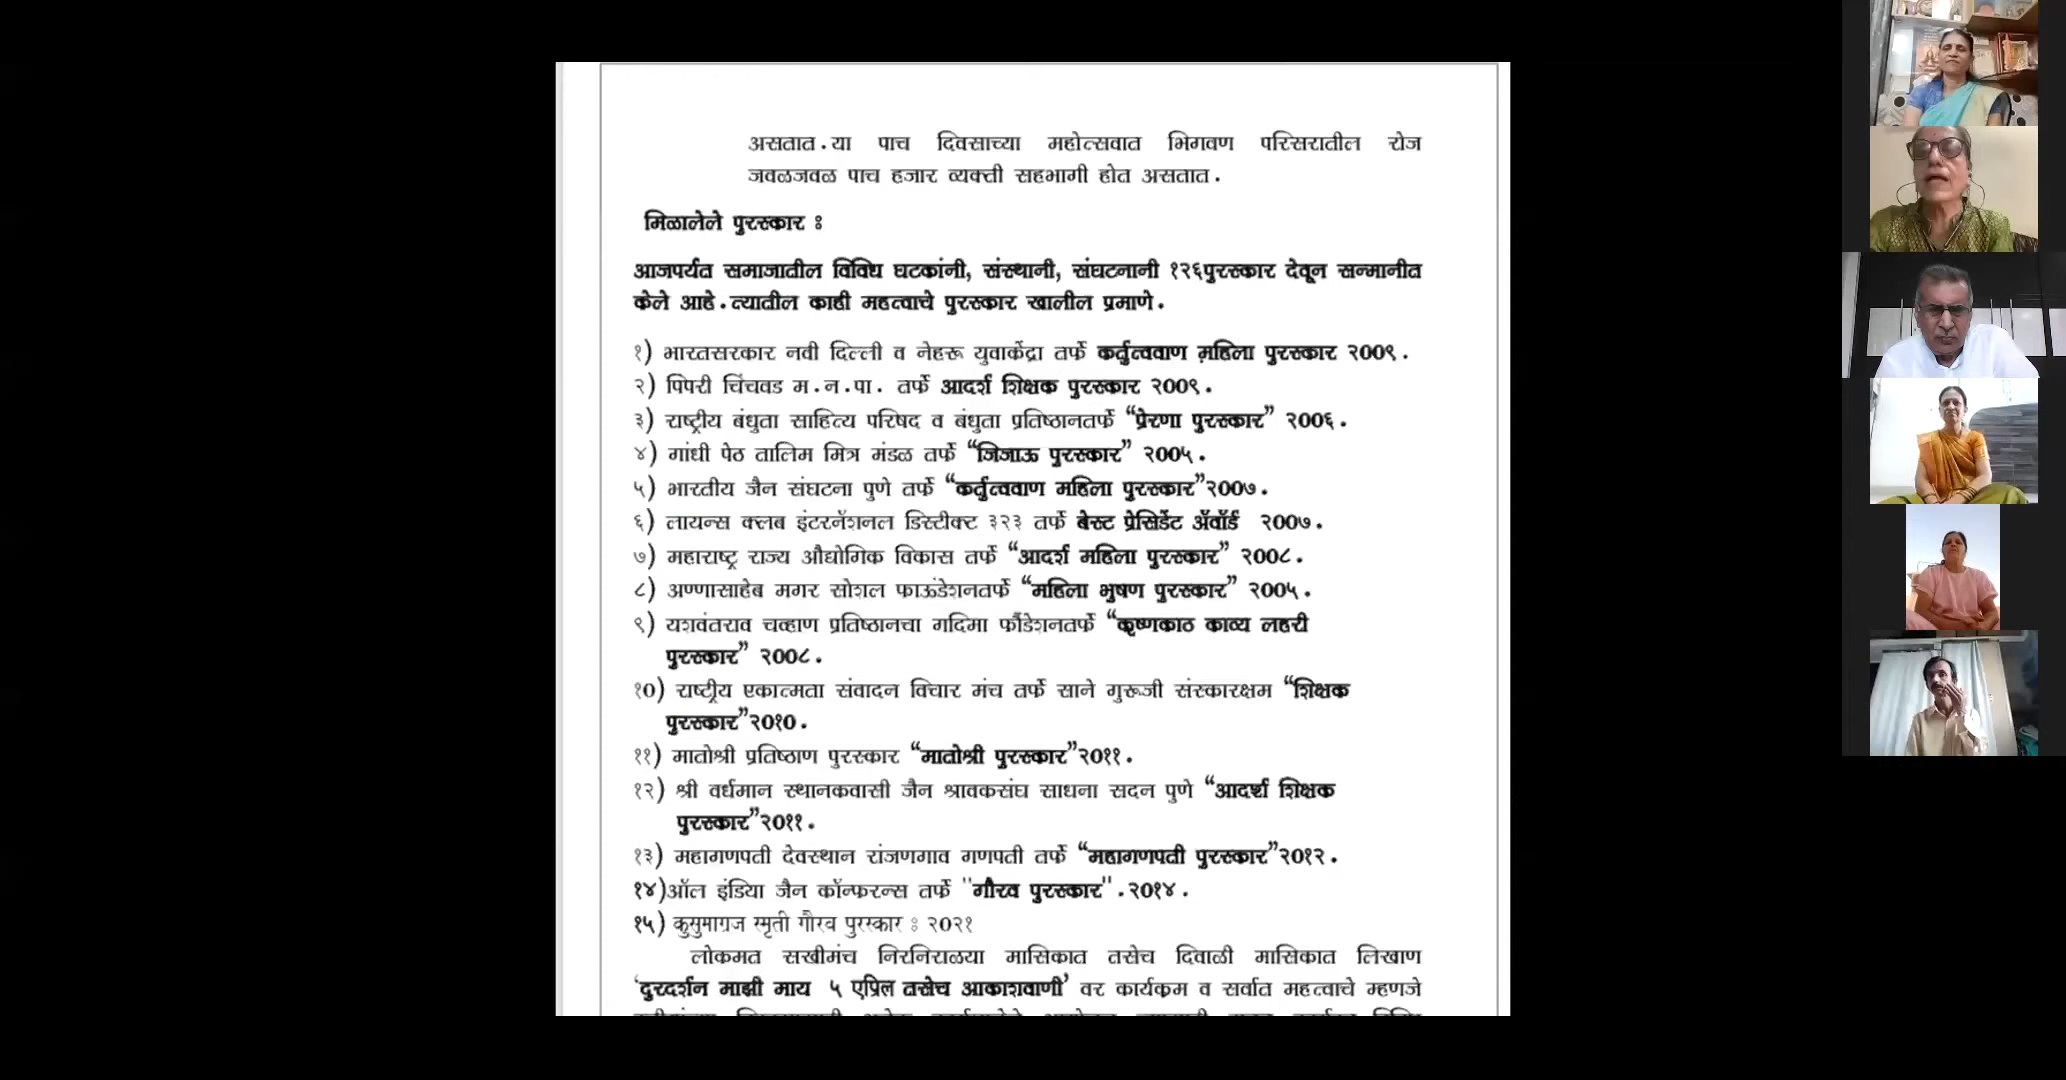 असतात.या पाच दिवसाच्या महोत्सवात भिगवण परिसरातील रोज
जवळजवळ पाच हजार व्यक्ती सहभागी होत असतात.
मिळालेले पुरस्कार :
आजपर्यंत समाजातील विविध घटकांनी, संस्थानी, संघटनानी १२६पुरस्कार देवून सन्मानीत
केले आहे.त्यातील काही महत्वाचे पुरस्कार खालील प्रमाणे.
१) भारतसरकार नवी दिल्ली व नेहरू युवाकेंद्रा तर्फे कर्तुत्ववाण महिला पुरस्कार २००९.
२) पिंपरी चिंचवड म.न.पा. तर्फे आदर्श शिक्षक पुरस्कार २००९.
३) राष्ट्रीय बंधुता साहित्य परिषद व बंधुता प्रतिष्ठानतर्फे “प्रेरणा पुरस्कार” २००६.
४) गांधी पेठ तालिम मित्र मंडळ तर्फे “जिजाऊ पुरस्कार” २००५.
५) भारतीय जैन संघटना पुणे तर्फे “कर्तुत्ववाण महिला पुरस्कार”२००७.
६) लायन्स क्लब इंटरनॅशनल डिस्टीक्ट ३२३ तर्फे बेस्ट प्रेसिडेंट अॅवॉर्ड २००७.
७) महाराष्ट्र राज्य औद्योगिक विकास तर्फे “आदर्श महिला पुरस्कार” २००८.
८) अण्णासाहेब मगर सोशल फाऊंडेशनतर्फे “महिला भुषण पुरस्कार” २००५.
९) यशवंतराव चव्हाण प्रतिष्ठानचा गदिमा फौंडेशनतर्फे “कृष्णकाठ काव्य लहरी
पुरस्कार” २००८.
१०) राष्ट्रीय एकात्मता संवादन विचार मंच तर्फे साने गुरूजी संस्कारक्षम “शिक्षक
पुरस्कार”२०१०.
११) मातोश्री प्रतिष्ठाण पुरस्कार “मातोश्री पुरस्कार”२०११.
१२) श्री वर्धमान स्थानकवासी जैन श्रावकसंघ साधना सदन पुणे “आदर्श शिक्षक
पुरस्कार”२०११.
१३) महागणपती देवस्थान रांजणगाव गणपती तर्फे “महागणपती पुरस्कार”२०१२.
१४)ऑल इंडिया जैन कॉन्फरन्स तर्फे "गौरव पुरस्कार".२०१४.
१५) कुसुमाग्रज स्मृती गौरव पुरस्कार : २०२१
लोकमत सखीमंच निरनिराळया मासिकात तसेच दिवाळी मासिकात लिखाण
‘दुरदर्शन माझी माय ५ एप्रिल तसेच आकाशवाणी’ वर कार्यक्रम व सर्वात महत्वाचे म्हणजे